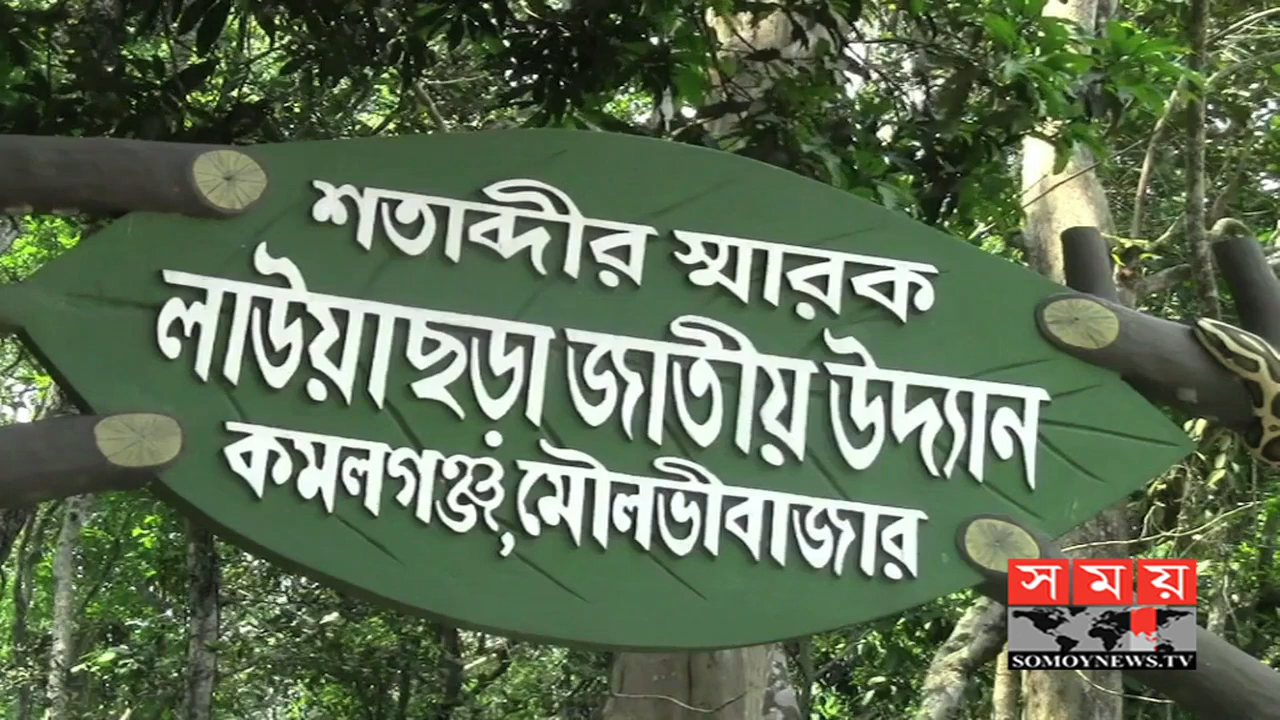 শতাব্দীর স্মারক
লাউয়াছড়া জাতীয় উদ্যান
কমলগঞ্জ, মৌলভীবাজার
সময়
SOMOYNEWS.TV